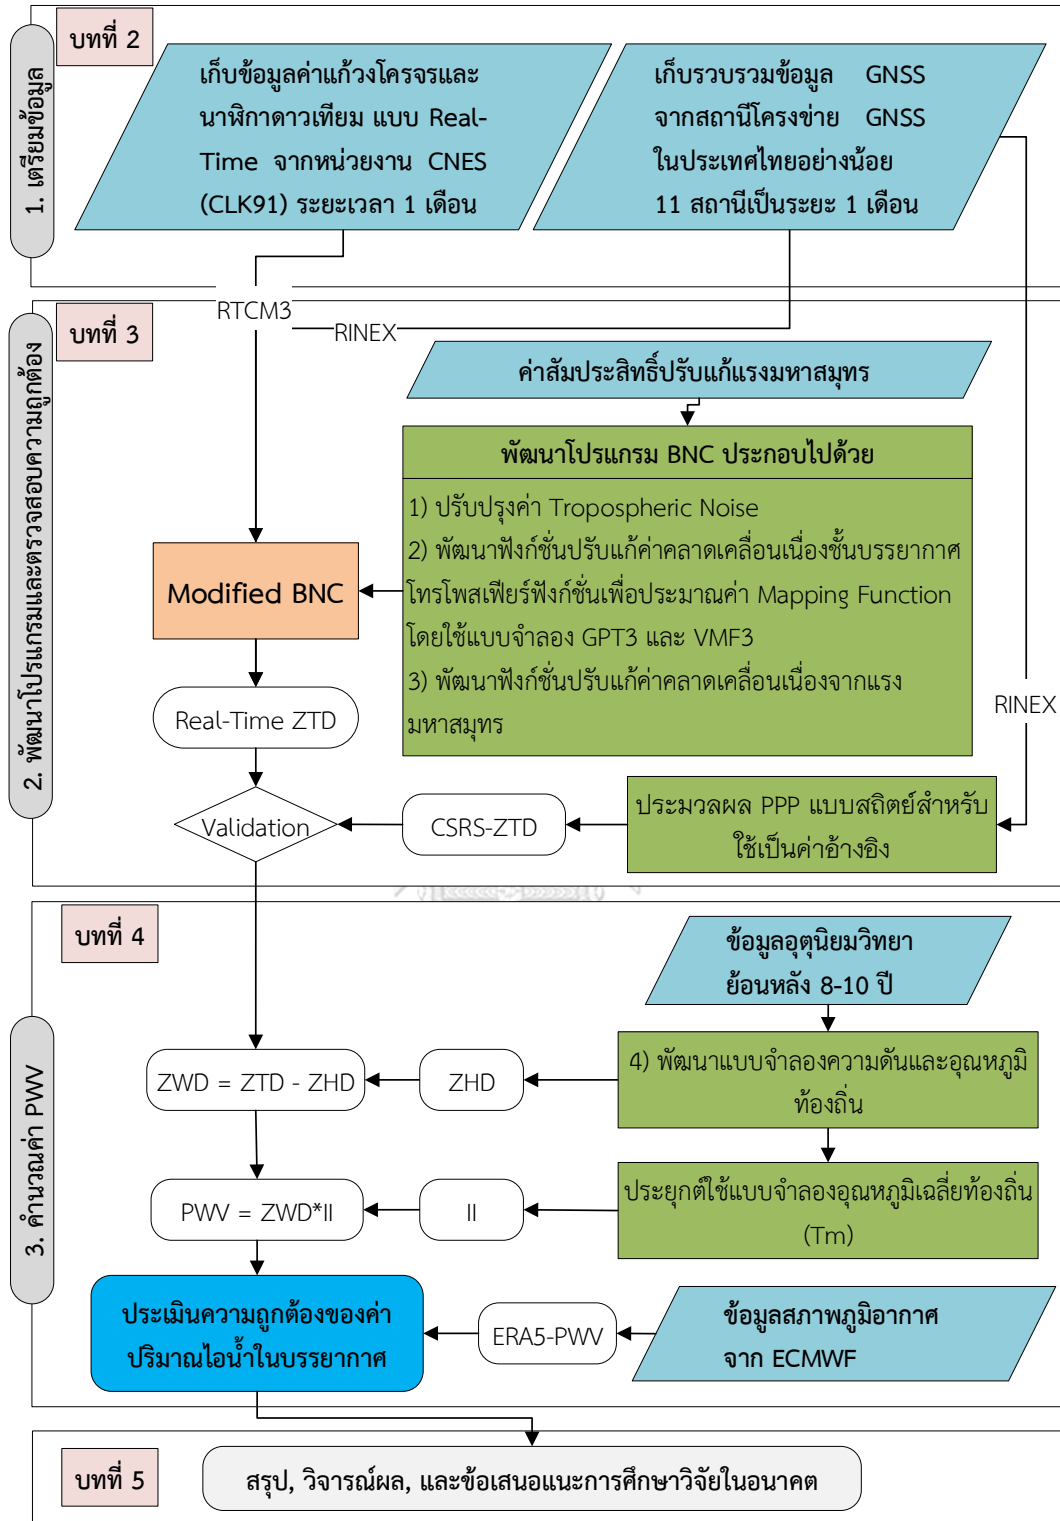 บทที่ 2
1. เตรียมข้อมูล
เก็บข้อมูลค่าแก้วงโครจรและ
นาฬิกาดาวเทียม แบบ Real-
Time จากหน่วยงาน CNES
(CLK91) ระยะเวลา 1 เดือน
เก็บรวบรวมข้อมูล GNSS
จากสถานีโครงข่าย GNSS
ในประเทศไทยอย่างน้อย
11 สถานีเป็นระยะ 1 เดือน
RTCM3
RINEX
บทที่ 3
2. พัฒนาโปรแกรมและตรวจสอบความถูกต้อง
ค่าสัมประสิทธิ์ปรับแก้แรงมหาสมุทร
พัฒนาโปรแกรม BNC ประกอบไปด้วย
1) ปรับปรุงค่า Tropospheric Noise
2) พัฒนาฟังก์ชั่นปรับแก้ค่าคลาดเคลื่อนเนื่องชั้นบรรยากาศ
โทรโพสเฟียร์ฟังก์ชั่นเพื่อประมาณค่า Mapping Function
โดยใช้แบบจำลอง GPT3 และ VMF3
3) พัฒนาฟังก์ชั่นปรับแก้ค่าคลาดเคลื่อนเนื่องจากแรง
มหาสมุทร
Modified BNC
Real-Time ZTD
RINEX
Validation
CSRS-ZTD
ประมวลผล PPP แบบสถิตย์สำหรับ
ใช้เป็นค่าอ้างอิง
บทที่ 4
3. คำนวณค่า PWV
ข้อมูลอุตุนิยมวิทยา
ย้อนหลัง 8-10 ปี
ZWD = ZTD - ZHD
ZHD
4) พัฒนาแบบจำลองความดันและอุณหภูมิ
ท้องถิ่น
PWV = ZWD*II
II
ประยุกต์ใช้แบบจำลองอุณหภูมิเฉลี่ยท้องถิ่น
(Tm)
ประเมินความถูกต้องของค่า
ปริมาณไอน้ำในบรรยากาศ
ERA5-PWV
ข้อมูลสภาพภูมิอากาศ
จาก ECMWF
บทที่ 5
สรุป, วิจารณ์ผล, และข้อเสนอแนะการศึกษาวิจัยในอนาคต